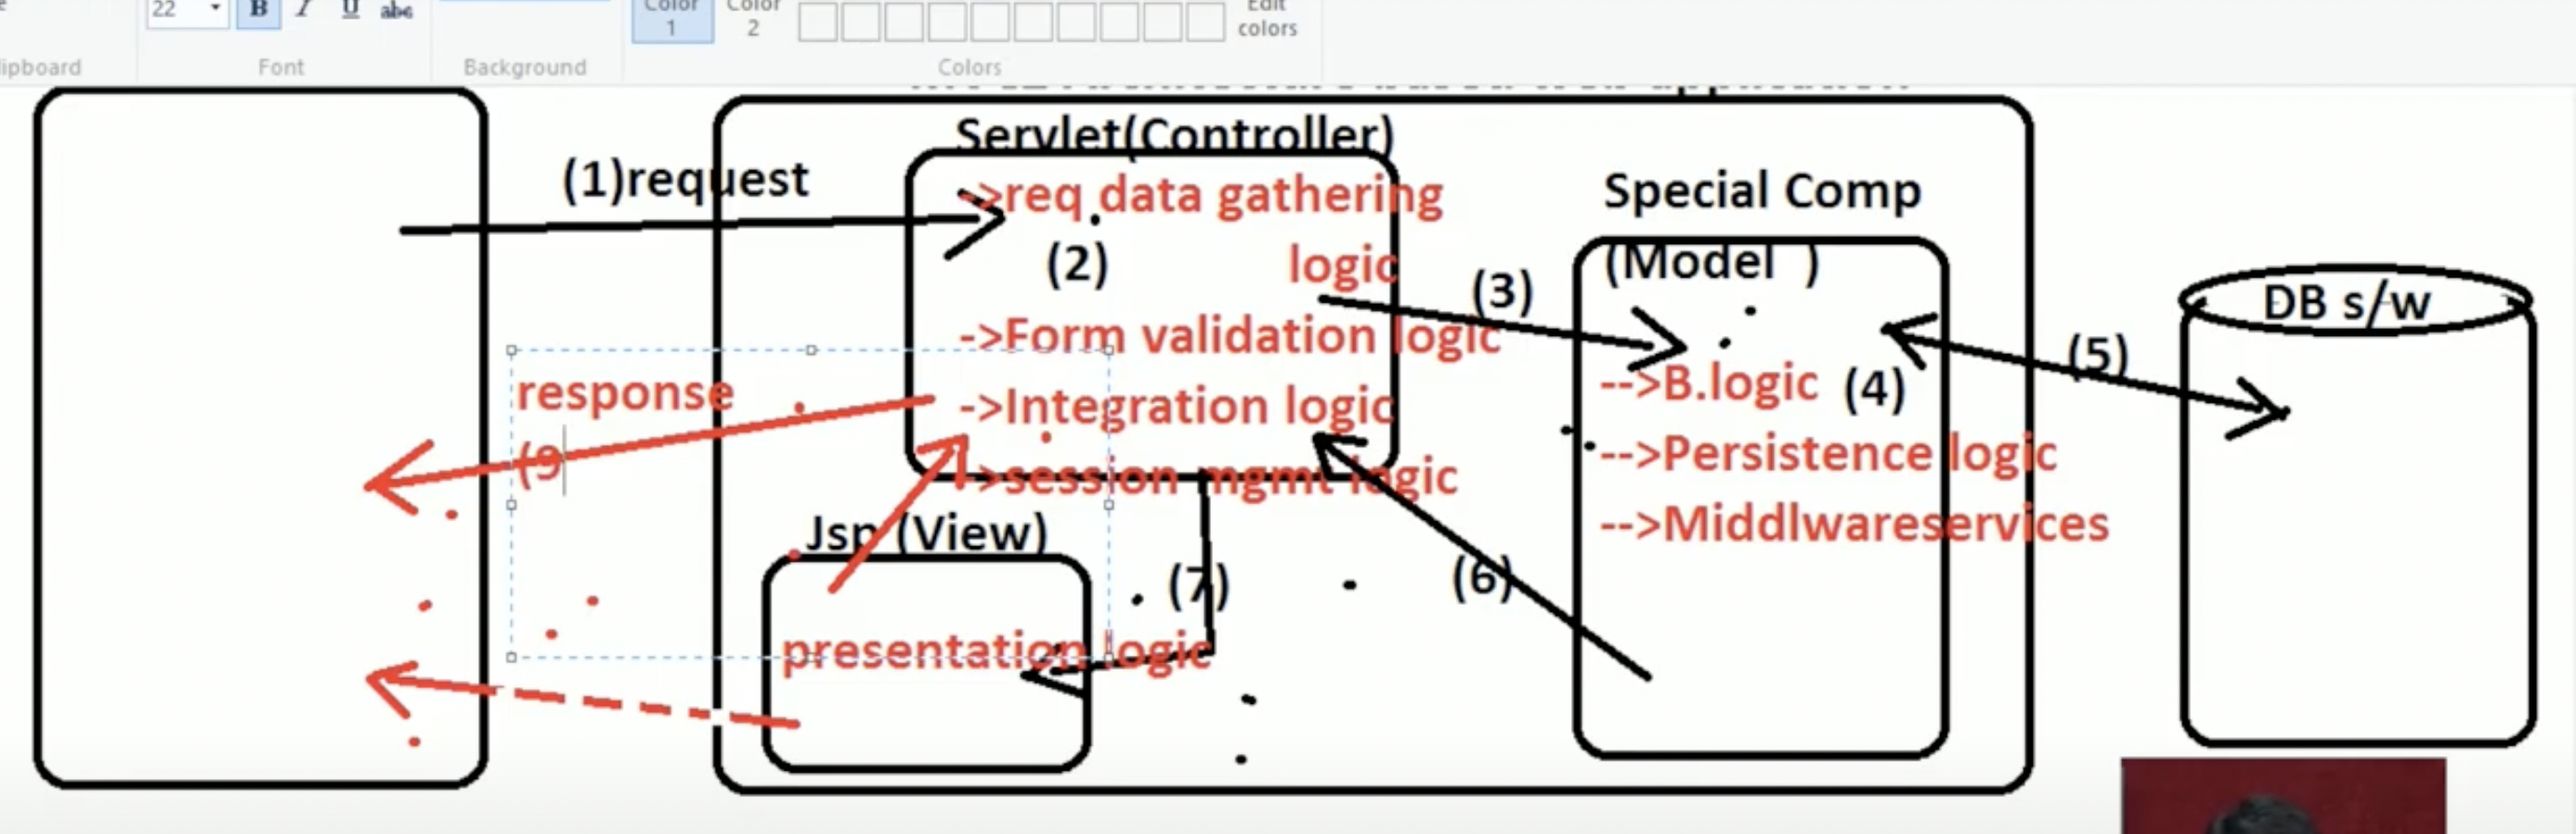 22
B I U abc
Color
1
Color
2
Edit
colors
Font
Background
Colors
Servlet(Controller)
(1)request
->req data gathering
logic
(2)
->Form validation logic
->Integration logic
->session mgmt logic
Special Comp
(Model )
(3)
-->B.logic
(4)
-->Persistence logic
-->Middlwareservices
(5)
DB s/w
response
(9
Jsp (View)
(7)
(6)
presentation logic